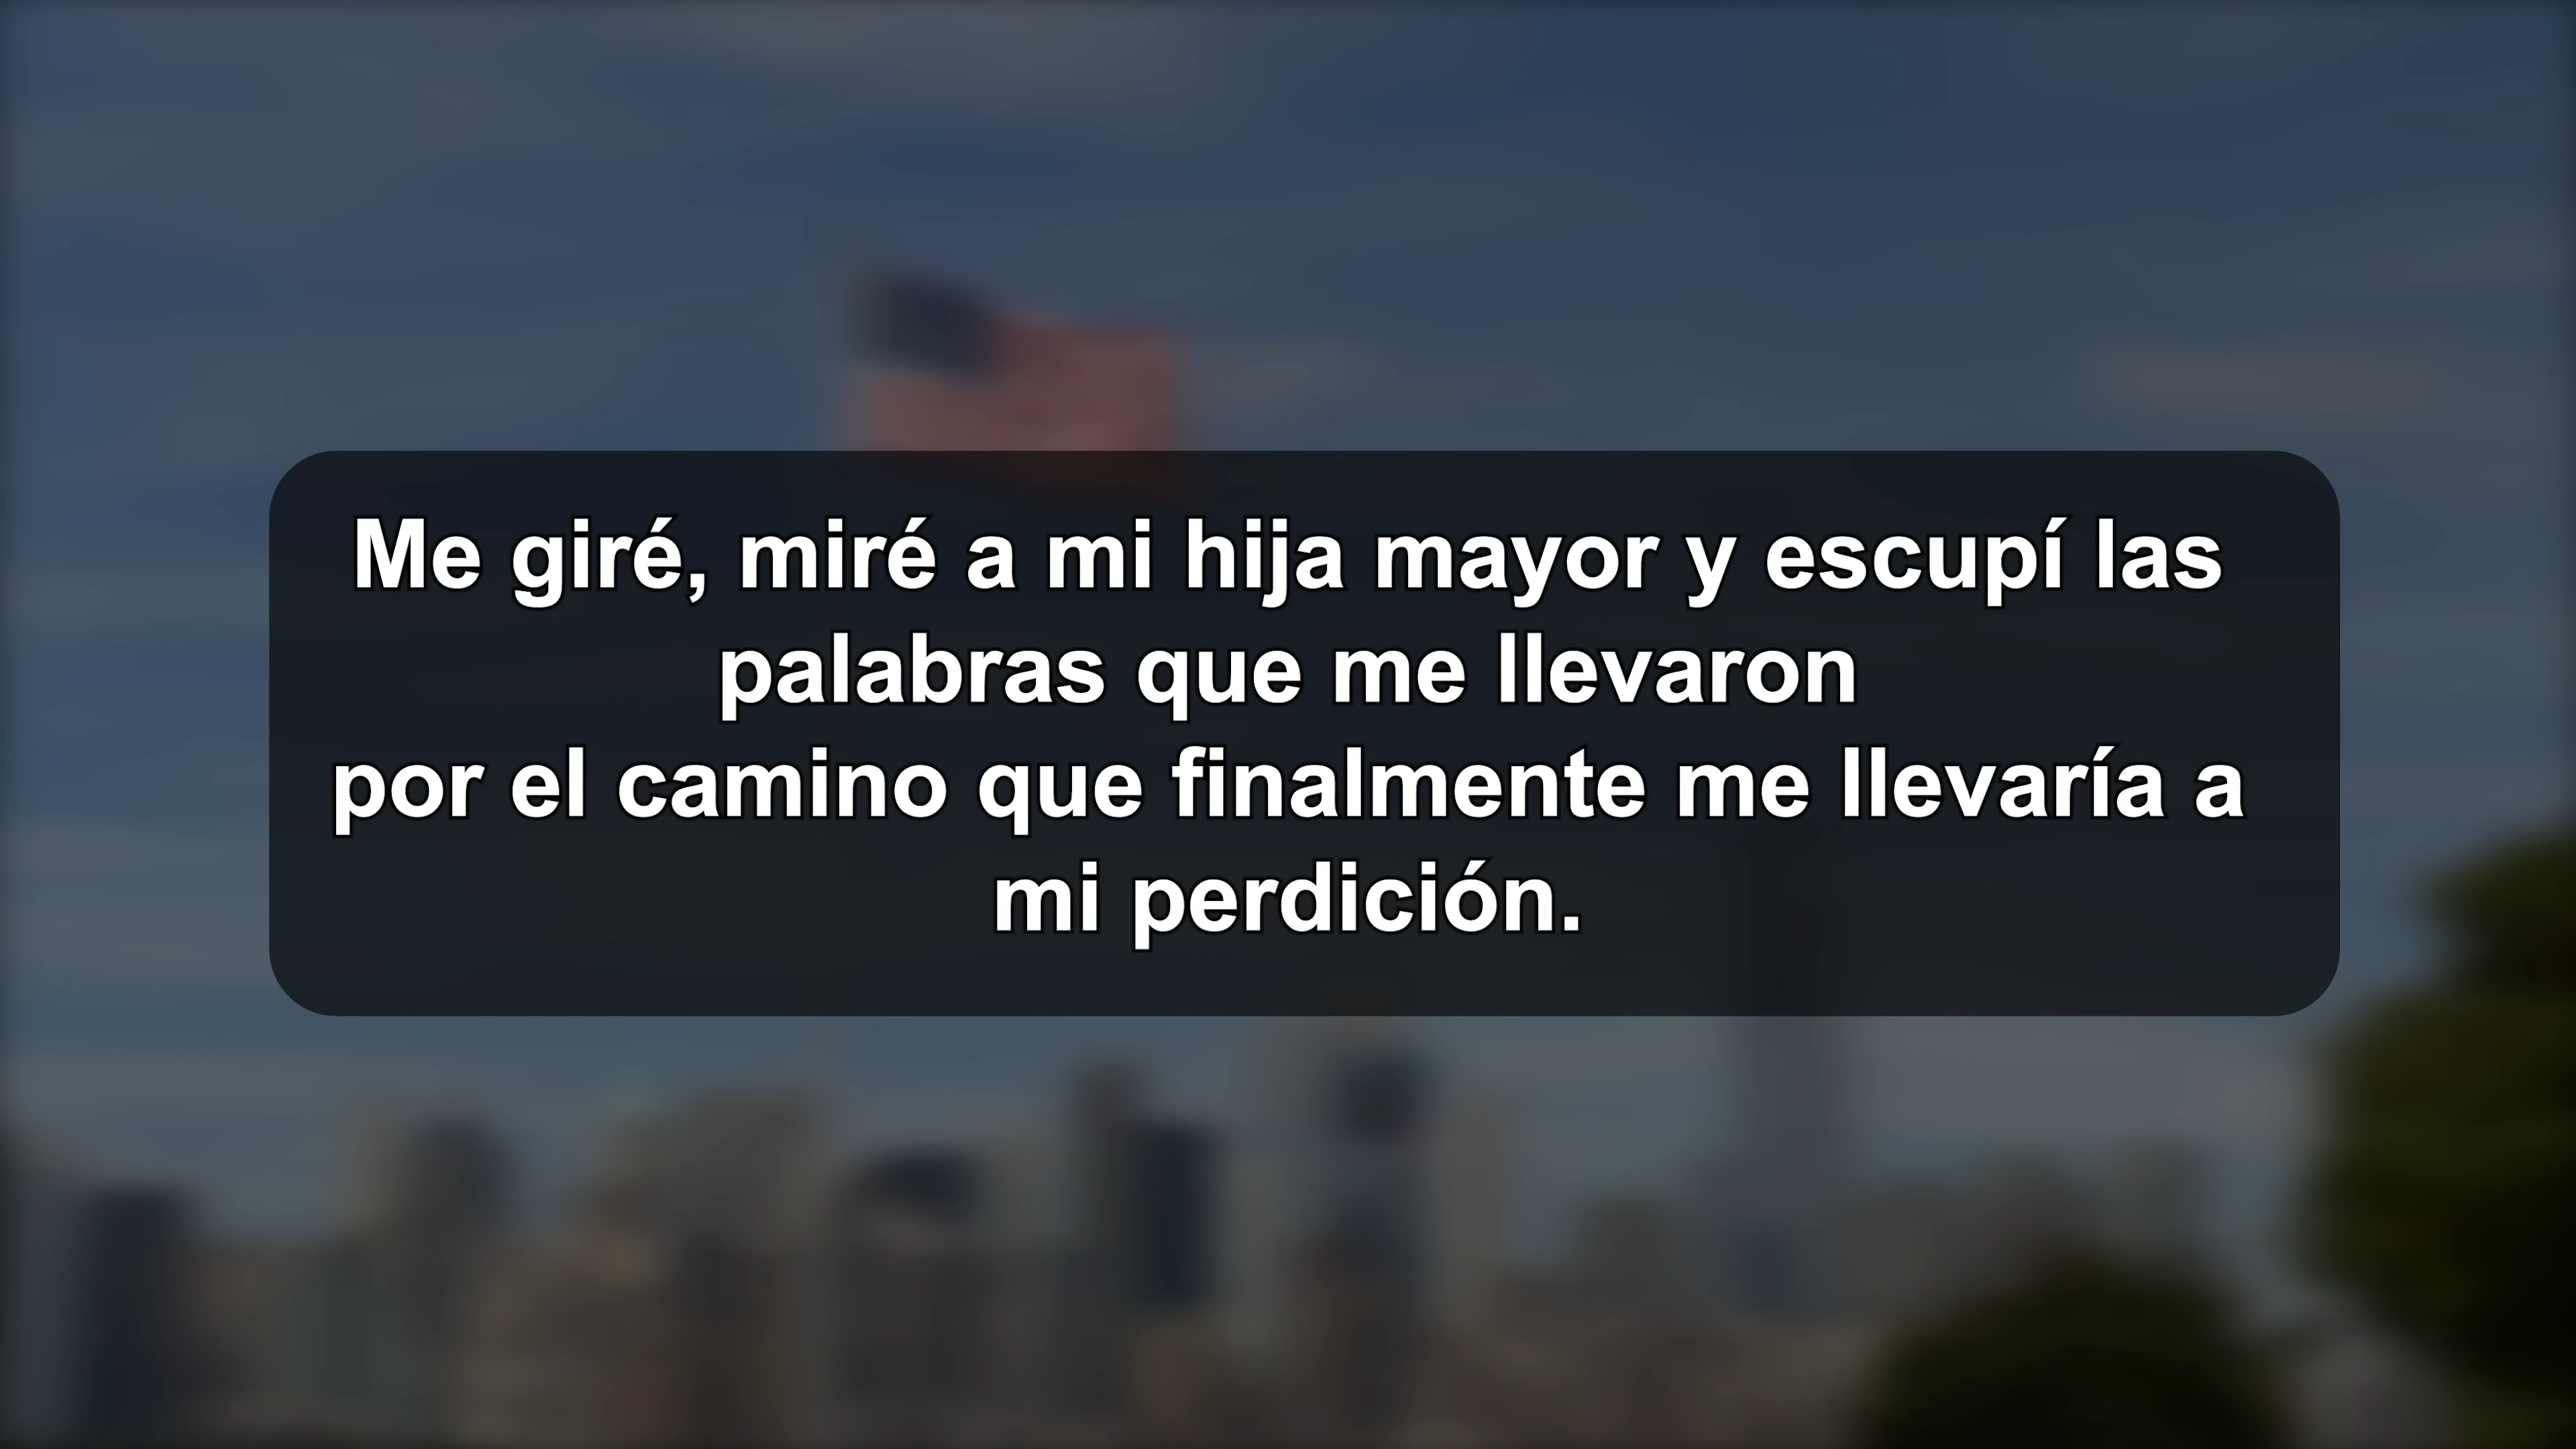 Me giré, miré a mi hija mayor y escupí las
palabras que me llevaron
por el camino que finalmente me llevaría a
mi perdición.